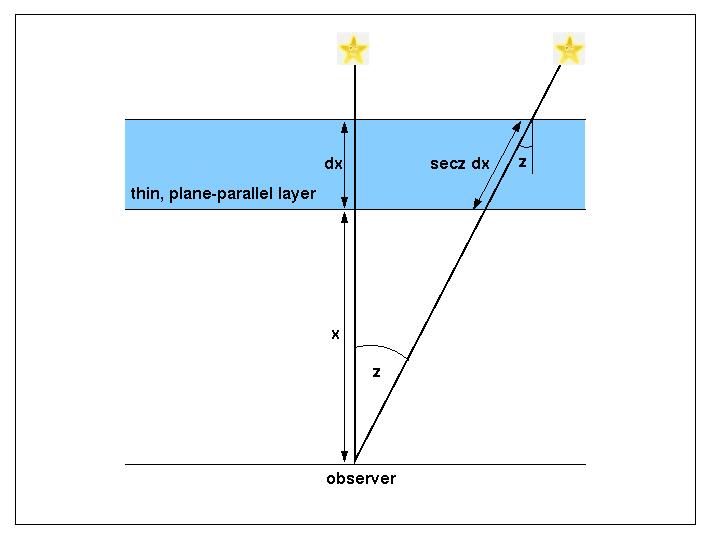 dx
secz dx
z
thin, plane-parallel layer
x
z
observer